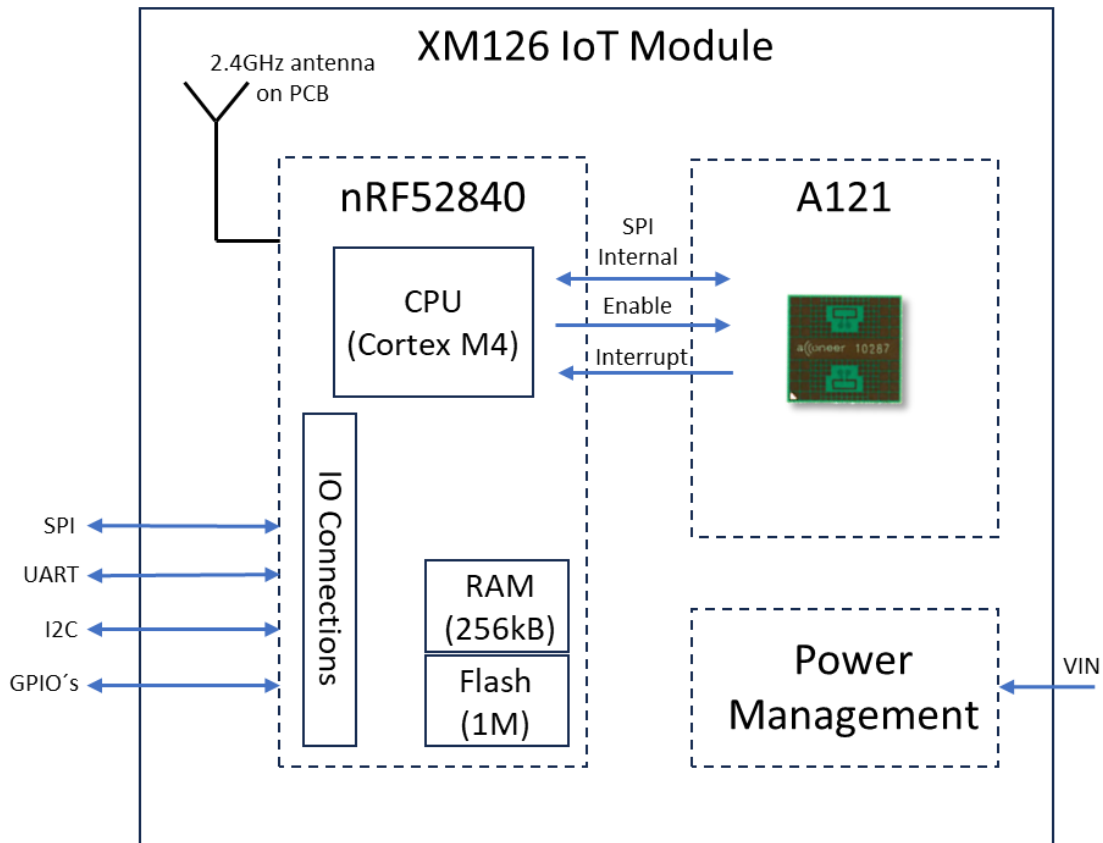 XM126 IoT Module
2.4GHz antenna
on PCB
nRF52840
CPU
(Cortex M4)
SPI
Internal
Enable
Interrupt
A121
acconeer 10287
IO Connections
SPI
UART
I2C
GPIO´s
RAM
(256kB)
Flash
(1M)
Power
Management
VIN